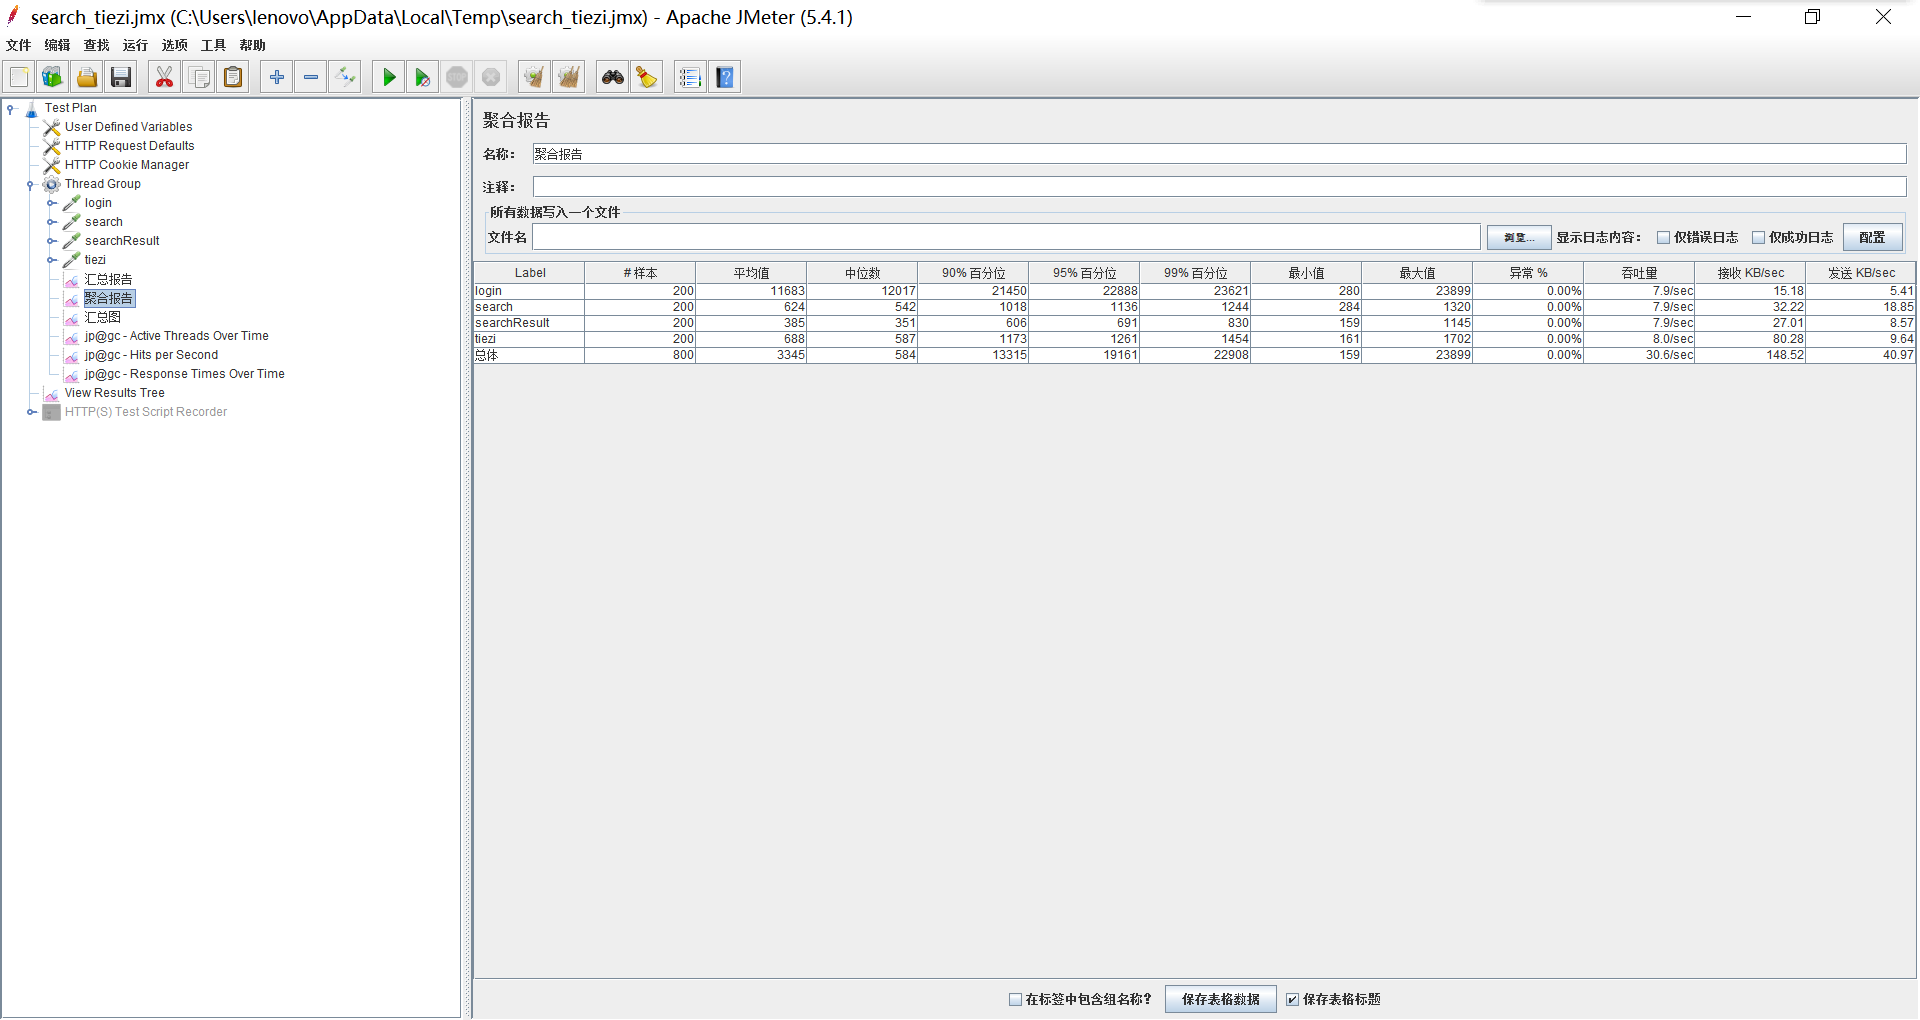 search_tiezi.jmx (C:\Users\lenovo\AppData\Local\Temp\search_tiezi.jmx) - Apache JMeter (5.4.1)
文件 编辑 查找 运行 选项 工具 帮助
Test Plan
User Defined Variables
HTTP Request Defaults
HTTP Cookie Manager
Thread Group
login
search
searchResult
tiezi
汇总报告
聚合报告
汇总图
jp@gc - Active Threads Over Time
jp@gc - Hits per Second
jp@gc - Response Times Over Time
View Results Tree
HTTP(S) Test Script Recorder
聚合报告
名称： 聚合报告
注释：
所有数据写入一个文件
文件名 浏览... 显示日志内容： 仅错误日志 仅成功日志 配置
Label # 样本 平均值 中位数 90% 百分位 95% 百分位 99% 百分位 最小值 最大值 异常 % 吞吐量 接收 KB/sec 发送 KB/sec
login 200 11683 12017 21450 22888 23621 280 23899 0.00% 7.9/sec 15.18 5.41
search 200 624 542 1018 1136 1244 284 1320 0.00% 7.9/sec 32.22 18.85
searchResult 200 385 351 606 691 830 159 1145 0.00% 7.9/sec 27.01 8.57
tiezi 200 688 587 1173 1261 1454 161 1702 0.00% 8.0/sec 80.28 9.64
总体 800 3345 584 13315 19161 22908 159 23899 0.00% 30.6/sec 148.52 40.97
在标签中包含组名称？ 保存表格数据 保存表格标题